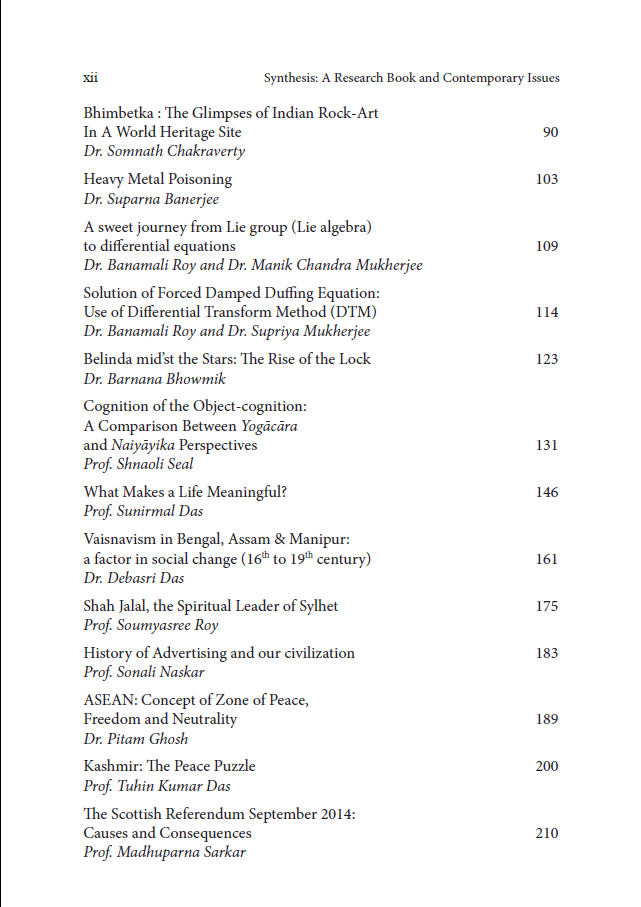 xii Synthesis: A Research Book and Contemporary Issues
Bhimbetka : The Glimpses of Indian Rock-Art
In A World Heritage Site 90
Dr. Somnath Chakraverty
Heavy Metal Poisoning 103
Dr. Suparna Banerjee
A sweet journey from Lie group (Lie algebra)
to differential equations 109
Dr. Banamali Roy and Dr. Manik Chandra Mukherjee
Solution of Forced Damped Duffing Equation:
Use of Differential Transform Method (DTM) 114
Dr. Banamali Roy and Dr. Supriya Mukherjee
Belinda mid’st the Stars: The Rise of the Lock 123
Dr. Barnana Bhowmik
Cognition of the Object-cognition:
A Comparison Between Yogācāra
and Naiyāyika Perspectives 131
Prof. Shnaoli Seal
What Makes a Life Meaningful? 146
Prof. Sunirmal Das
Vaisnavism in Bengal, Assam & Manipur:
a factor in social change (16th to 19th century) 161
Dr. Debasri Das
Shah Jalal, the Spiritual Leader of Sylhet 175
Prof. Soumyasree Roy
History of Advertising and our civilization 183
Prof. Sonali Naskar
ASEAN: Concept of Zone of Peace,
Freedom and Neutrality 189
Dr. Pitam Ghosh
Kashmir: The Peace Puzzle 200
Prof. Tuhin Kumar Das
The Scottish Referendum September 2014:
Causes and Consequences 210
Prof. Madhuparna Sarkar